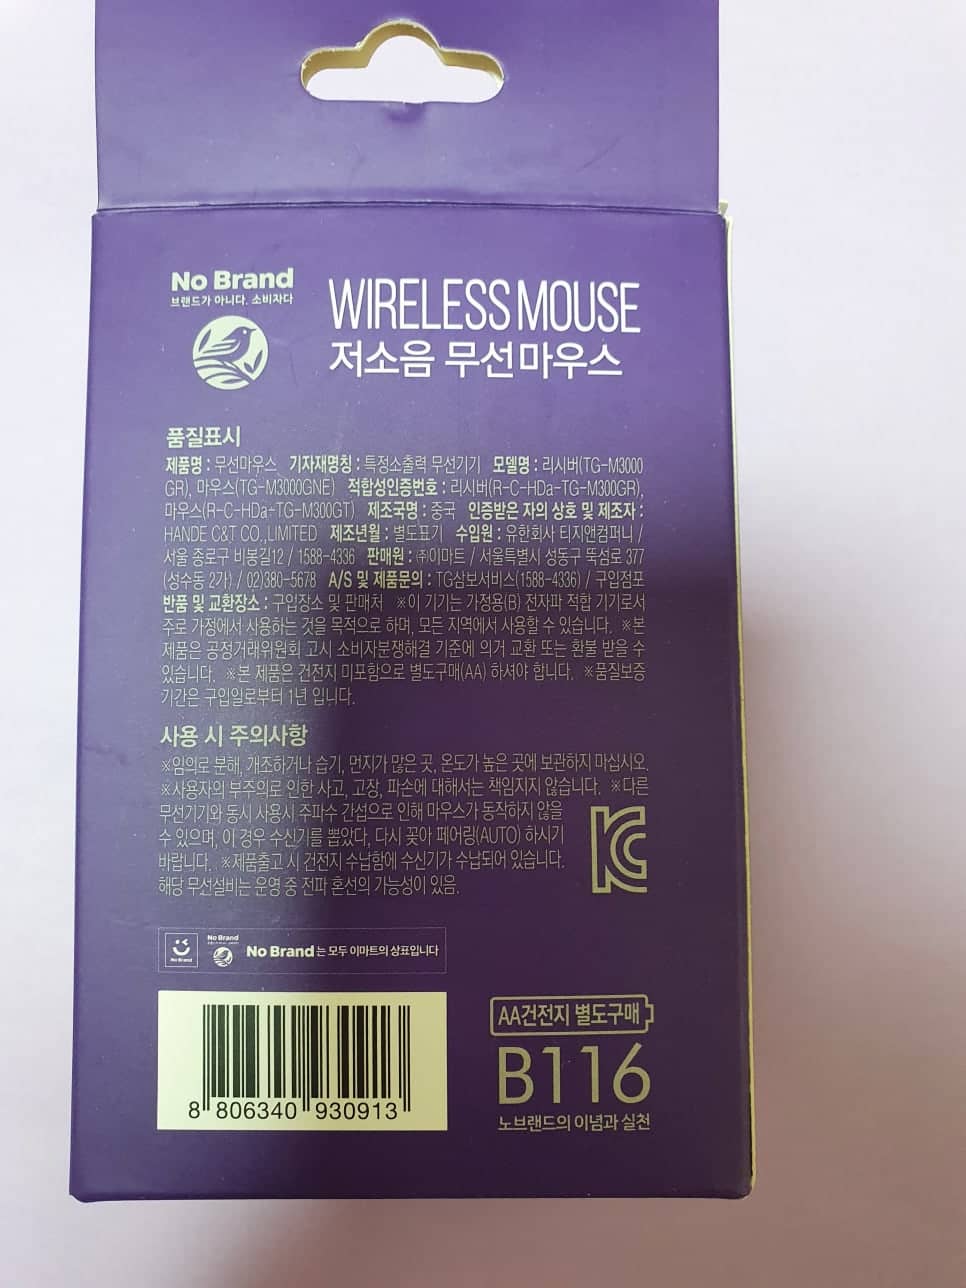 No Brand
브랜드가 아니다. 소비자다
WIRELESS MOUSE
저소음 무선마우스
품질표시
제품명 : 무선마우스 기자재명칭 : 특정소출력 무선기기 모델명 : 리시버(TG-M3000
GR), 마우스(TG-M3000GNE) 적합성인증번호 : 리시버(R-C-HDa-TG-M300GR),
마우스(R-C-HDa-TG-M300GT) 제조국명 : 중국 인증받은 자의 상호 및 제조자 :
HANDE C&T CO.,LIMITED 제조년월 : 별도표기 수입원 : 유한회사 티지앤컴퍼니 /
서울 종로구 비봉길12 / 1588-4336 판매원 : ㈜이마트 / 서울특별시 성동구 뚝섬로 377
(성수동 2가) / 02)380-5678 A/S 및 제품문의 : TG삼보서비스(1588-4336) / 구입점포
반품 및 교환장소 : 구입장소 및 판매처 ※이 기기는 가정용(B) 전자파 적합 기기로서
주로 가정에서 사용하는 것을 목적으로 하며, 모든 지역에서 사용할 수 있습니다. ※본
제품은 공정거래위원회 고시 소비자분쟁해결 기준에 의거 교환 또는 환불 받을 수
있습니다. ※본 제품은 건전지 미포함으로 별도구매(AA) 하셔야 합니다. ※품질보증
기간은 구입일로부터 1년 입니다.
사용 시 주의사항
※임의로 분해, 개조하거나 습기, 먼지가 많은 곳, 온도가 높은 곳에 보관하지 마십시오.
※사용자의 부주의로 인한 사고, 고장, 파손에 대해서는 책임지지 않습니다. ※다른
무선기기와 동시 사용시 주파수 간섭으로 인해 마우스가 동작하지 않을
수 있으며, 이 경우 수신기를 뽑았다, 다시 꽂아 페어링(AUTO) 하시기
바랍니다. ※제품출고 시 건전지 수납함에 수신기가 수납되어 있습니다.
해당 무선설비는 운영 중 전파 혼선의 가능성이 있음.
No Brand
No Brand
No Brand는 모두 이마트의 상표입니다
8 806340 930913
AA건전지 별도구매
B116
노브랜드의 이념과 실천